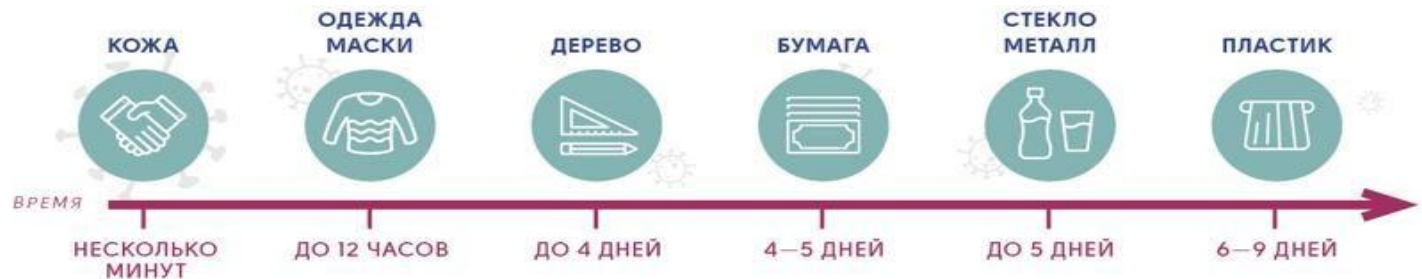 КОЖА
ОДЕЖДА
МАСКИ
ДЕРЕВО
БУМАГА
СТЕКЛО
МЕТАЛЛ
ПЛАСТИК
ВРЕМЯ
НЕСКОЛЬКО
МИНУТ
ДО 12 ЧАСОВ
ДО 4 ДНЕЙ
4—5 ДНЕЙ
ДО 5 ДНЕЙ
6—9 ДНЕЙ